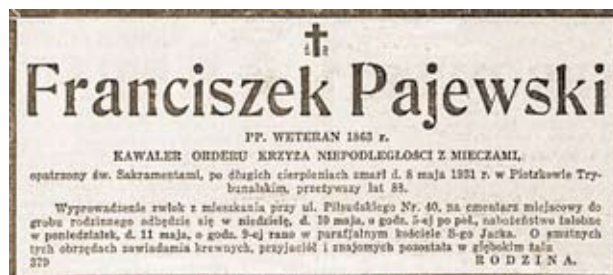 Ś P
Franciszek Pajewski
PP. WETERAN 1863 r.
KAWALER ORDERU KRZYŻA NIEPODLEGŁOŚCI Z MIECZAMI,
opatrzony św. Sakramentami, po długich cierpieniach zmarł d. 8 maja 1931 r. w Piotrkowie Try-
bunalskim, przeżywszy lat 88.
Wyprowadzenie zwłok z mieszkania przy ul. Piłsudskiego Nr. 40, na cmentarz miejscowy do
grobu rodzinnego odbędzie się w niedzielę, d. 10 maja, o godz. 5-ej po poł., nabożeństwo żałobne
w poniedziałek, d. 11 maja, o godz. 9-ej rano w parafjalnym kościele S-go Jacka. O smutnych
tych obrzędach zawiadamia krewnych, przyjaciół i znajomych pozostała w głębokim żalu
379 RODZINA.